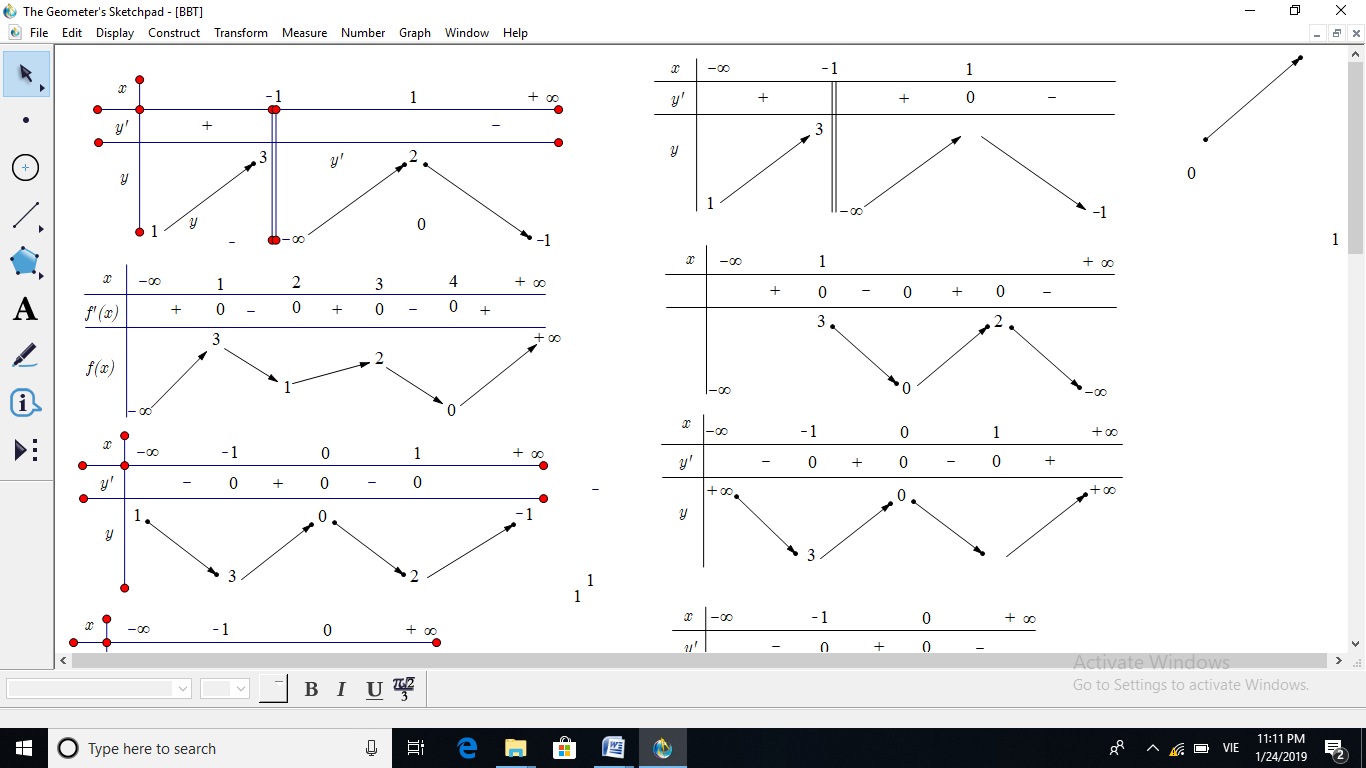 The Geometer's Sketchpad - [BBT]
File Edit Display Construct Transform Measure Number Graph Window Help
x -1 1 + ∞
y' + -
3 y' 2
y
1 y - -∞ 0 -1
x -∞ 1 2 3 4 + ∞
f'(x) + 0 - 0 + 0 - 0 +
3 2 +∞
f(x) 1
-∞ 0
x -∞ -1 0 1 + ∞
y' - 0 + 0 - 0
1 0 -1
y
3 2
x -∞ -1 0 + ∞
-
1
1
x -∞ -1 1
y' + + 0 -
3
y
1 -∞ -1
0
1
x -∞ 1 + ∞
+ 0 - 0 + 0 -
3 2
-∞ 0 -∞
x -∞ -1 0 1 +∞
y' - 0 + 0 - 0 +
+∞ 0 +∞
y
3
x -∞ -1 0 + ∞
y' - 0 + 0 -
Activate Windows
Go to Settings to activate Windows.
B I U
Type here to search
VIE
11:11 PM
1/24/2019
2